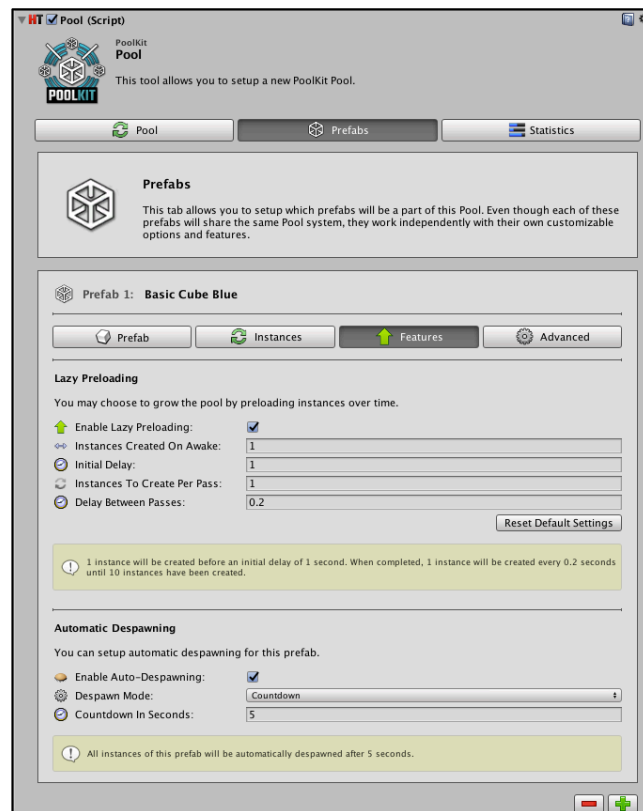 HT Pool (Script)
PoolKit
Pool
This tool allows you to setup a new PoolKit Pool.
POOLKIT
Pool
Prefabs
Statistics
Prefabs
This tab allows you to setup which prefabs will be a part of this Pool. Even though each of these
prefabs will share the same Pool system, they work independently with their own customizable
options and features.
Prefab 1: Basic Cube Blue
Prefab
Instances
Features
Advanced
Lazy Preloading
You may choose to grow the pool by preloading instances over time.
Enable Lazy Preloading:
Instances Created On Awake: 1
Initial Delay: 1
Instances To Create Per Pass: 1
Delay Between Passes: 0.2
Reset Default Settings
1 instance will be created before an initial delay of 1 second. When completed, 1 instance will be created every 0.2 seconds
until 10 instances have been created.
Automatic Despawning
You can setup automatic despawning for this prefab.
Enable Auto-Despawning:
Despawn Mode: Countdown
Countdown In Seconds: 5
All instances of this prefab will be automatically despawned after 5 seconds.